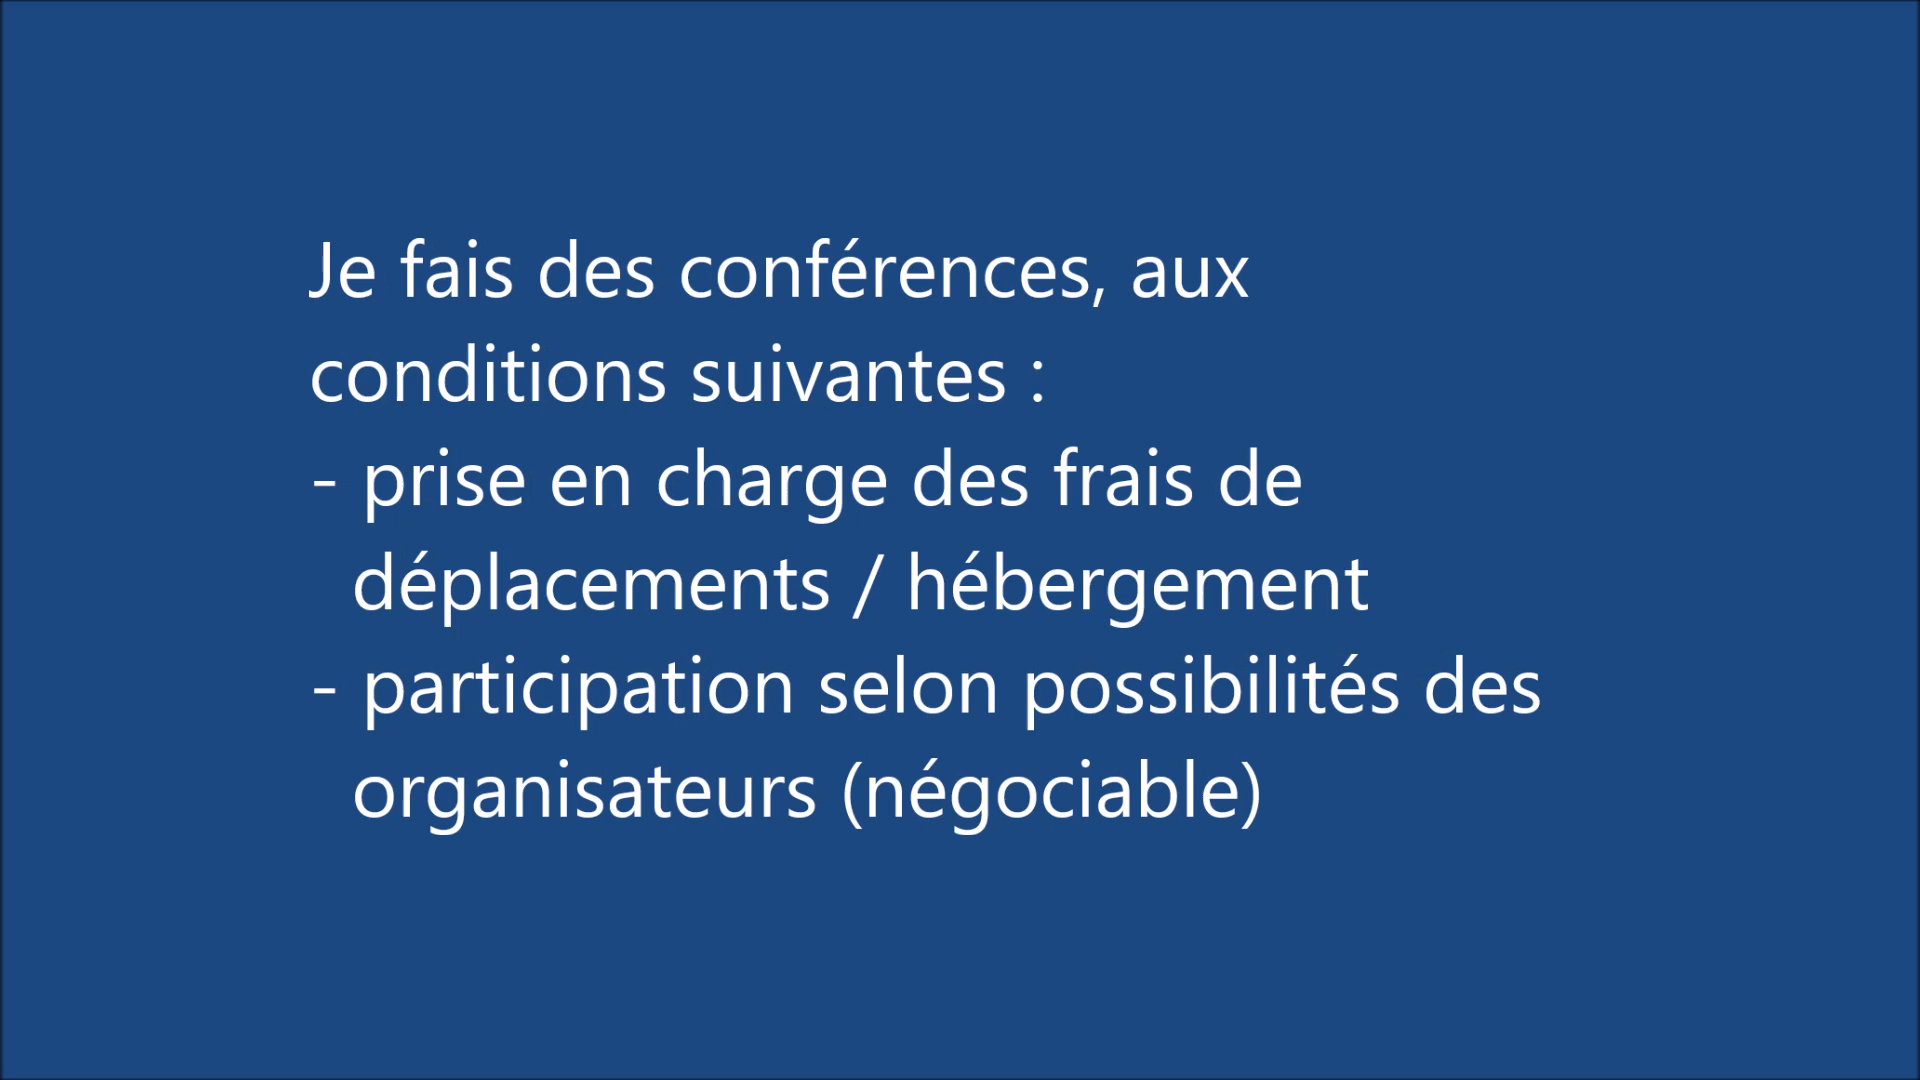 Je fais des conférences, aux
conditions suivantes :
- prise en charge des frais de
déplacements / hébergement
- participation selon possibilités des
organisateurs (négociable)